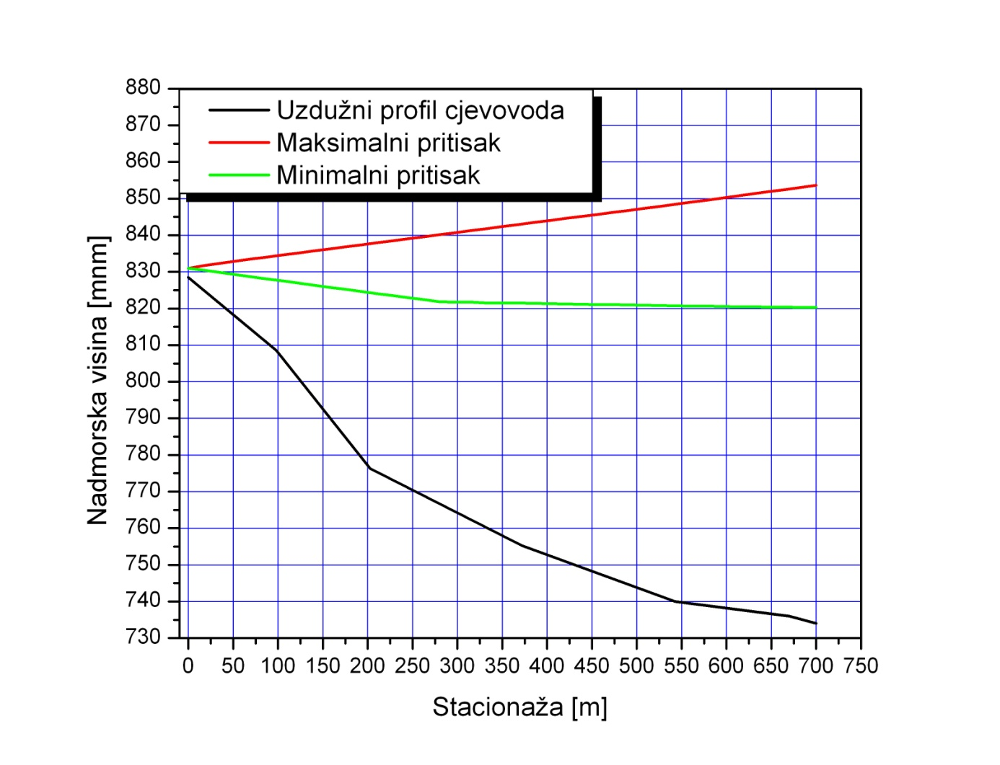 880
870
860
850
840
830
820
810
800
790
780
770
760
750
740
730
Uzdužni profil cjevovoda
Maksimalni pritisak
Minimalni pritisak
Nadmorska visina [mnm]
0 50 100 150 200 250 300 350 400 450 500 550 600 650 700 750
Stacionaža [m]